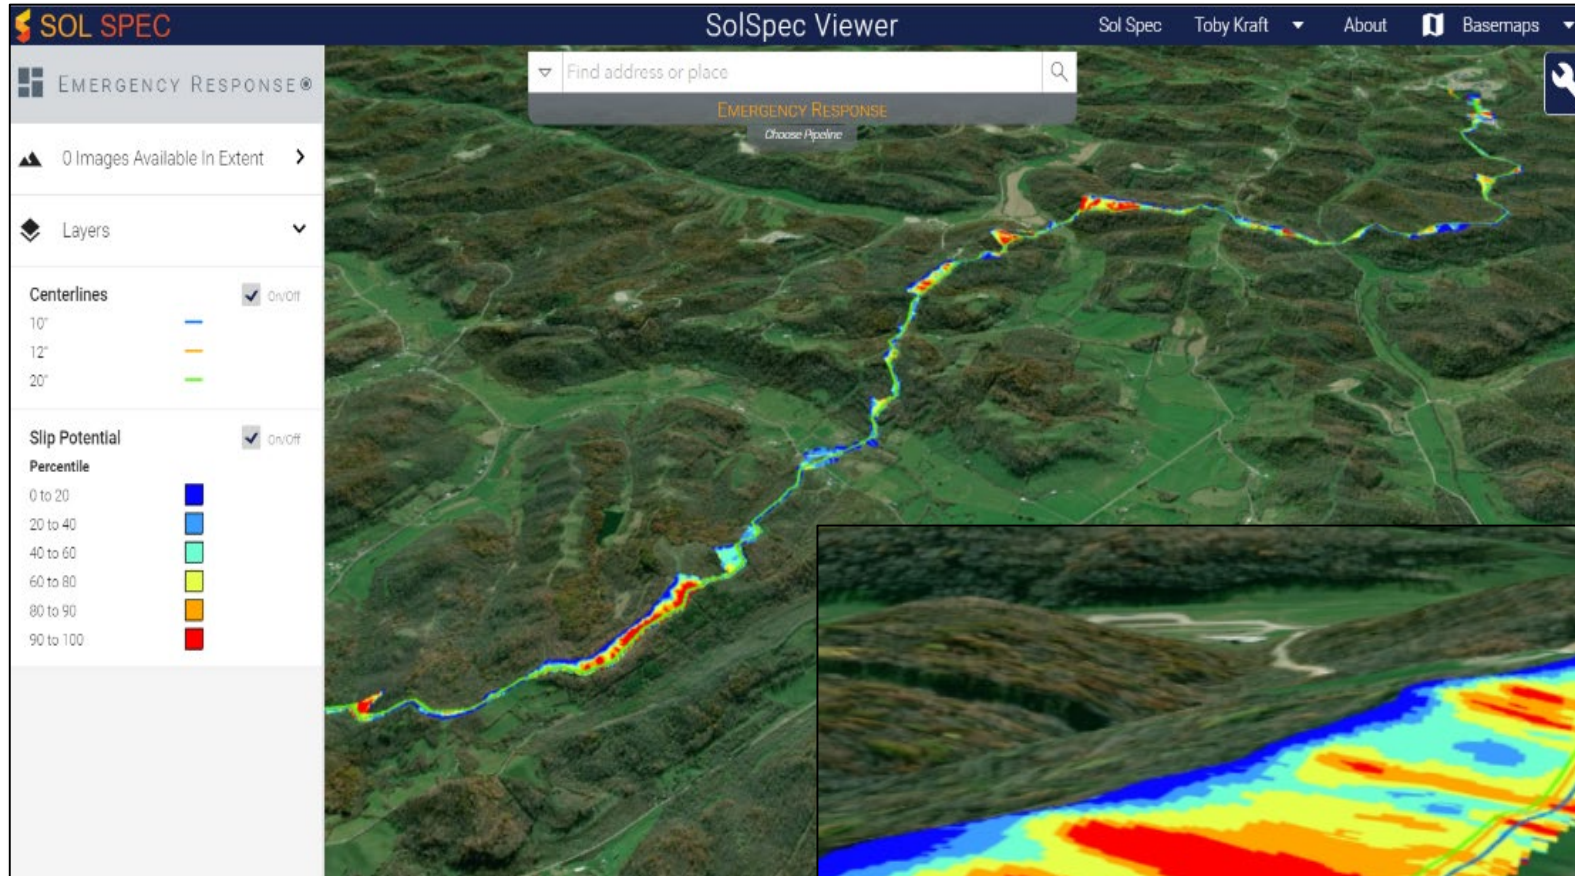 SOL SPEC
SolSpec Viewer
Sol Spec Toby Kraft About Basemaps
EMERGENCY RESPONSE
Find address or place
EMERGENCY RESPONSE
Choose Pipeline
0 Images Available In Extent
Layers
Centerlines On/Off
10"
12"
20"
Slip Potential On/Off
Percentile
0 to 20
20 to 40
40 to 60
60 to 80
80 to 90
90 to 100